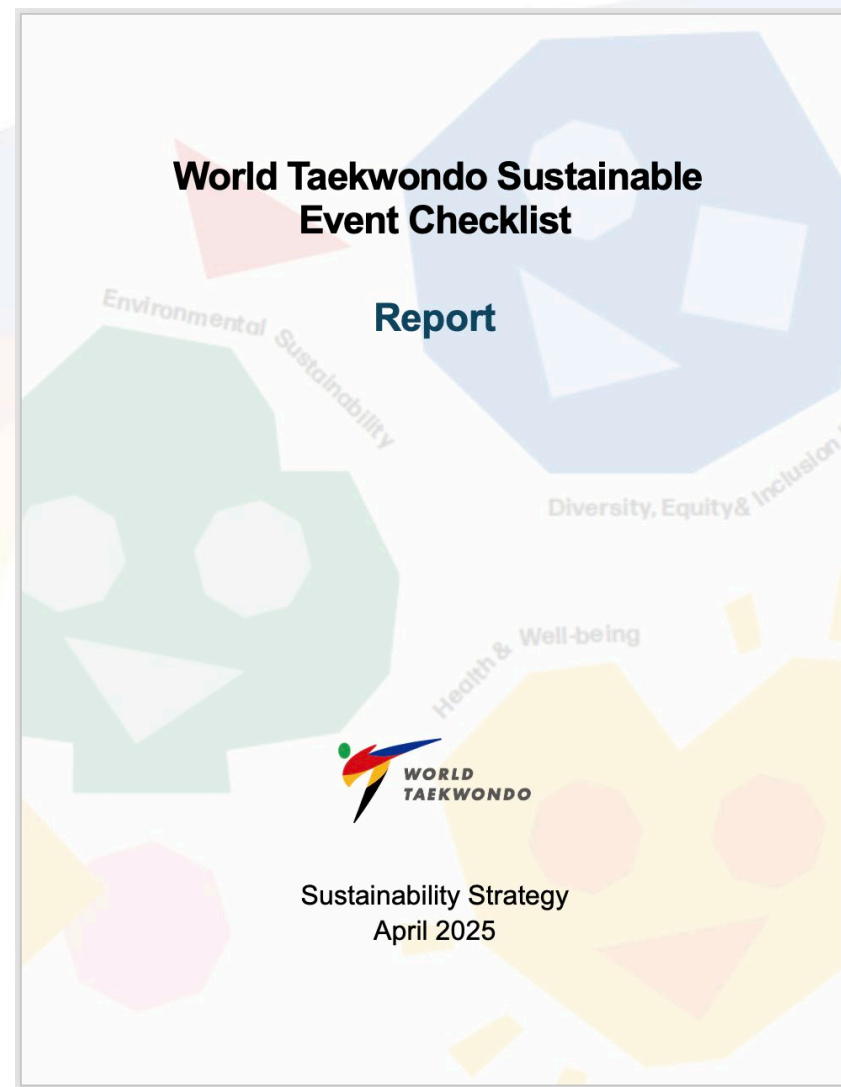 World Taekwondo Sustainable
Event Checklist
Report
Environmental Sustainability
Diversity, Equity& Inclusion
Health & Well-being
WORLD
TAEKWONDO
Sustainability Strategy
April 2025